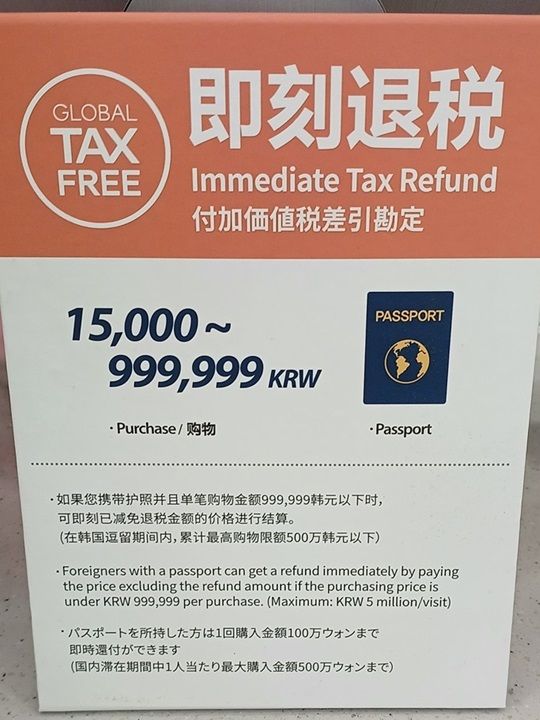 GLOBAL
TAX
FREE
即刻退税
Immediate Tax Refund
付加価値税差引勘定
15,000 ~
999,999 KRW
PASSPORT
· Purchase / 购物
· Passport
· 如果您携带护照并且单笔购物金额999,999韩元以下时，
可即刻已减免退税金额的价格进行结算。
(在韩国逗留期间内，累计最高购物限额500万韩元以下)
· Foreigners with a passport can get a refund immediately by paying
the price excluding the refund amount if the purchasing price is
under KRW 999,999 per purchase. (Maximum: KRW 5 million/visit)
· パスポートを所持した方は1回購入金額100万ウォンまで
即時還付ができます
(国内滞在期間中1人当たり最大購入金額500万ウォンまで)